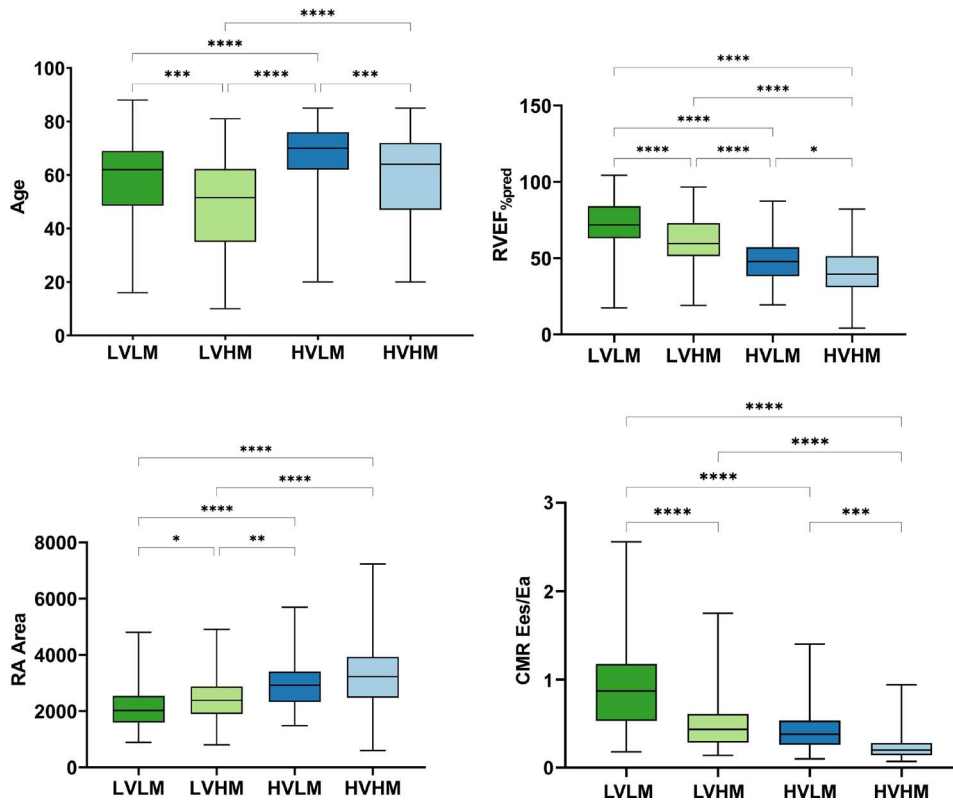 ****
****
***
****
***
100
80
60
40
20
0
Age
LVLM
LVHM
HVLM
HVHM
****
****
****
****
****
*
150
100
50
0
RVEF%pred
LVLM
LVHM
HVLM
HVHM
****
****
****
*
**
8000
6000
4000
2000
0
RA Area
LVLM
LVHM
HVLM
HVHM
****
****
****
****
***
3
2
1
0
CMR Ees/Ea
LVLM
LVHM
HVLM
HVHM